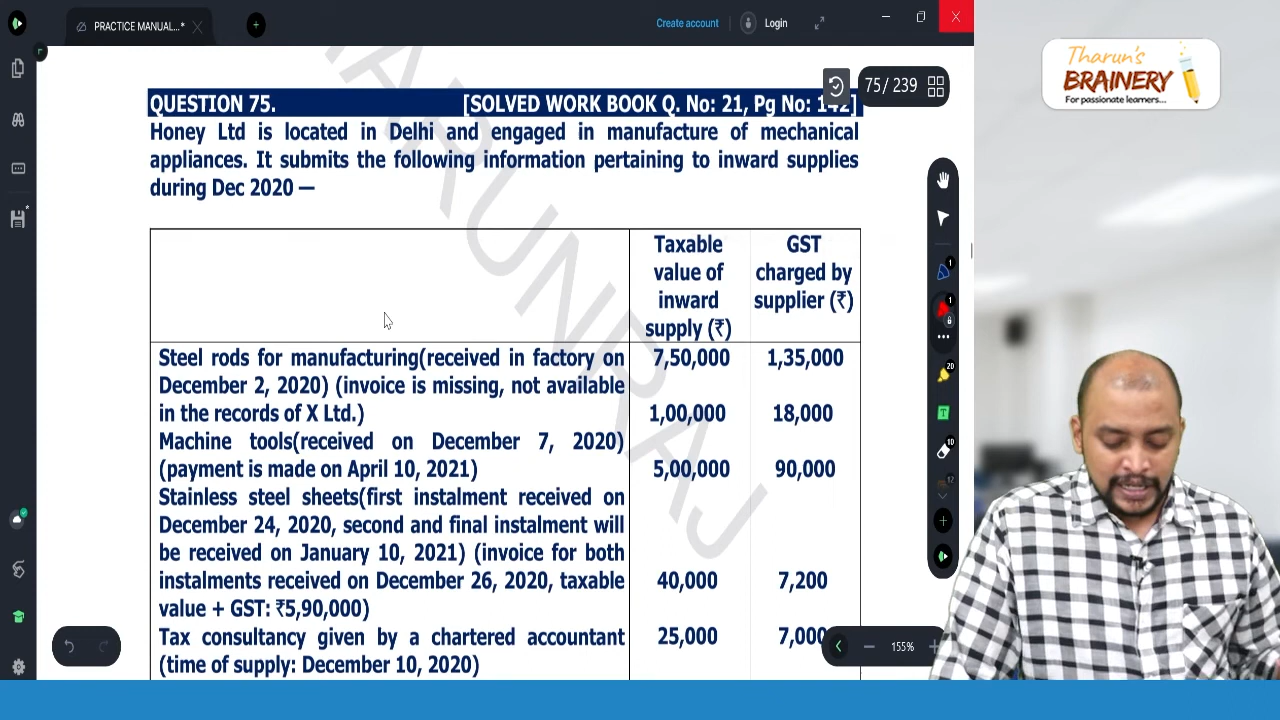 PRACTICE MANUAL...*
Create account
Login
Tharun's
BRAINERY
For passionate learners...
75/ 239
QUESTION 75. [SOLVED WORK BOOK Q. No: 21, Pg No: 142]
Honey Ltd is located in Delhi and engaged in manufacture of mechanical
appliances. It submits the following information pertaining to inward supplies
during Dec 2020 —
Taxable value of inward supply (₹)
GST charged by supplier (₹)
Steel rods for manufacturing(received in factory on 7,50,000 1,35,000
December 2, 2020) (invoice is missing, not available
in the records of X Ltd.) 1,00,000 18,000
Machine tools(received on December 7, 2020)
(payment is made on April 10, 2021) 5,00,000 90,000
Stainless steel sheets(first instalment received on
December 24, 2020, second and final instalment will
be received on January 10, 2021) (invoice for both
instalments received on December 26, 2020, taxable 40,000 7,200
value + GST: ₹5,90,000)
Tax consultancy given by a chartered accountant 25,000 7,000
(time of supply: December 10, 2020)
155%
THARUNRAJ
1
1
20
T
10
12